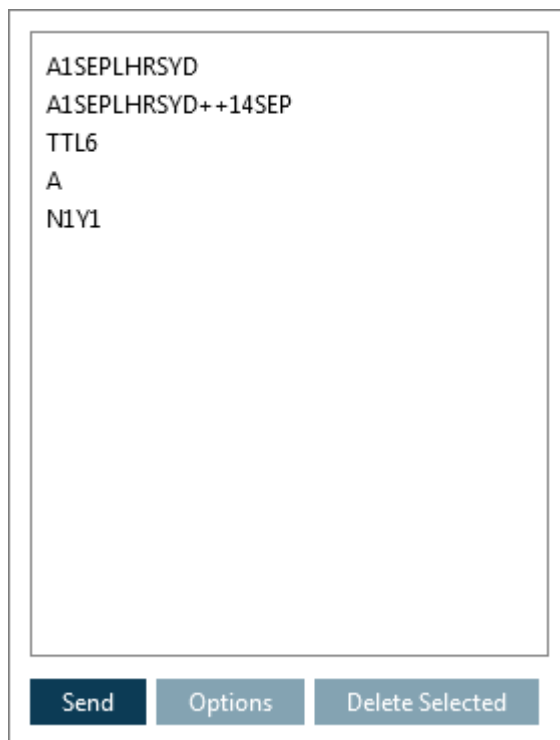 A1SEPLHRSYD
A1SEPLHRSYD++14SEP
TTL6
A
N1Y1
Send
Options
Delete Selected